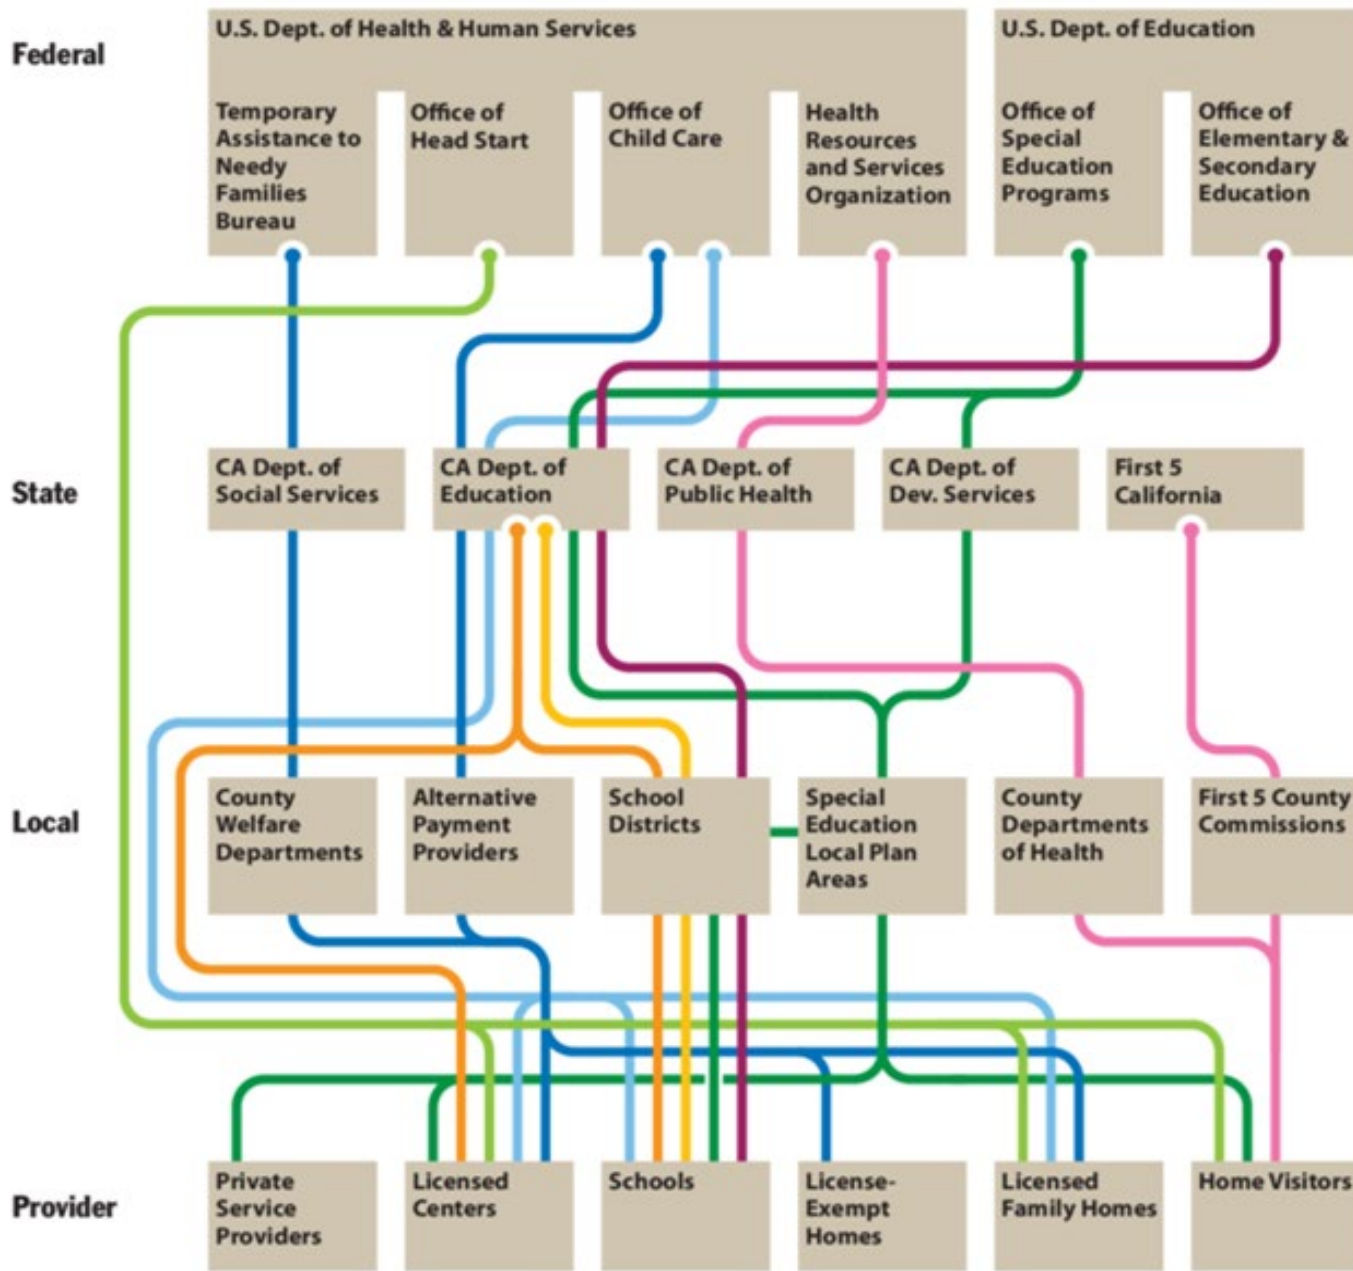 Federal
U.S. Dept. of Health & Human Services
U.S. Dept. of Education
Temporary
Assistance to
Needy
Families
Bureau
Office of
Head Start
Office of
Child Care
Health
Resources
and Services
Organization
Office of
Special
Education
Programs
Office of
Elementary &
Secondary
Education
State
CA Dept. of
Social Services
CA Dept. of
Education
CA Dept. of
Public Health
CA Dept. of
Dev. Services
First 5
California
Local
County
Welfare
Departments
Alternative
Payment
Providers
School
Districts
Special
Education
Local Plan
Areas
County
Departments
of Health
First 5 County
Commissions
Provider
Private
Service
Providers
Licensed
Centers
Schools
License-
Exempt
Homes
Licensed
Family Homes
Home Visitors